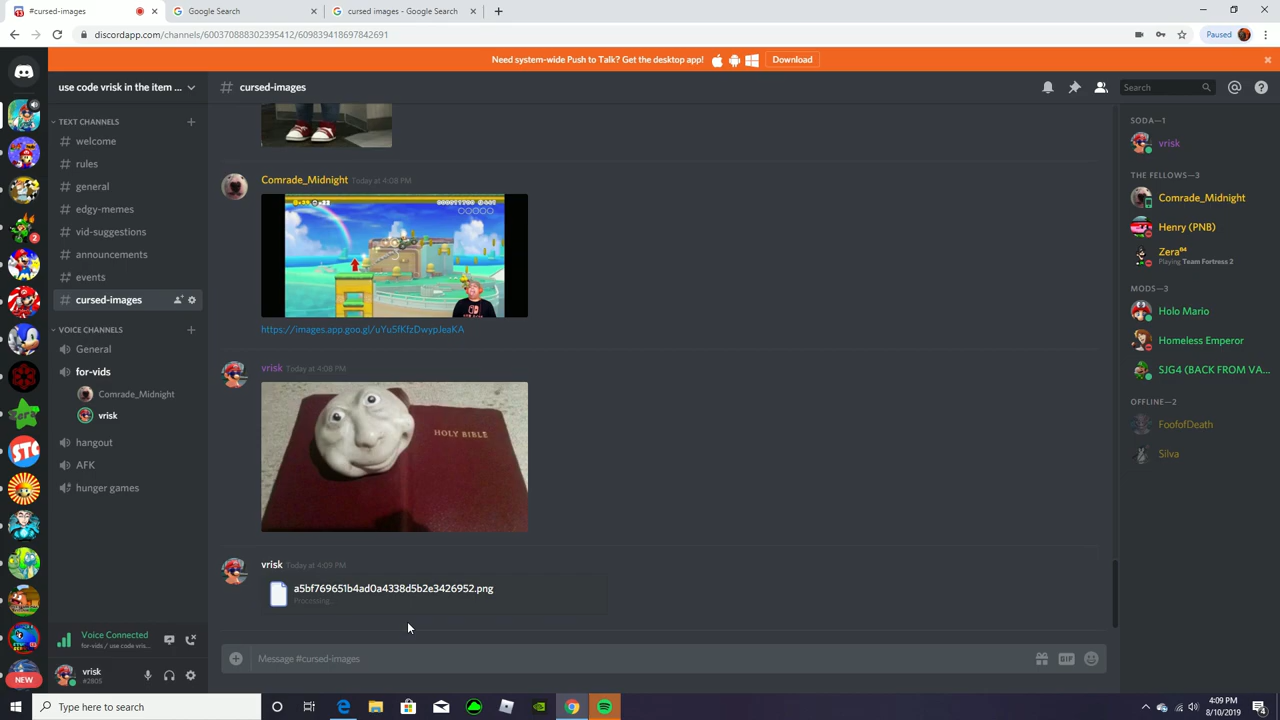 #cursed-images
Google Search
cursed images - Google Search
discordapp.com/channels/600370888302395412/609839418697842691
Paused
Need system-wide Push to Talk? Get the desktop app!
Download
use code vrisk in the item ...
cursed-images
Search
TEXT CHANNELS
welcome
rules
general
edgy-memes
vid-suggestions
announcements
events
cursed-images
VOICE CHANNELS
General
for-vids
Comrade_Midnight
vrisk
hangout
AFK
hunger games
Voice Connected
for-vids / use code vris...
vrisk
#2805
NEW
Comrade_Midnight Today at 4:08 PM
https://images.app.goo.gl/uYu5fKfzDwypJeaKA
vrisk Today at 4:08 PM
HOLY BIBLE
vrisk Today at 4:09 PM
a5bf769651b4ad0a4338d5b2e3426952.png
Processing...
Message #cursed-images
GIF
SODA—1
vrisk
THE FELLOWS—3
Comrade_Midnight
Henry (PNB)
Zera⁶⁴
Playing Team Fortress 2
MODS—3
Holo Mario
Homeless Emperor
SJG4 (BACK FROM VA...
OFFLINE—2
FoofofDeath
Silva
Type here to search
4:09 PM
8/10/2019